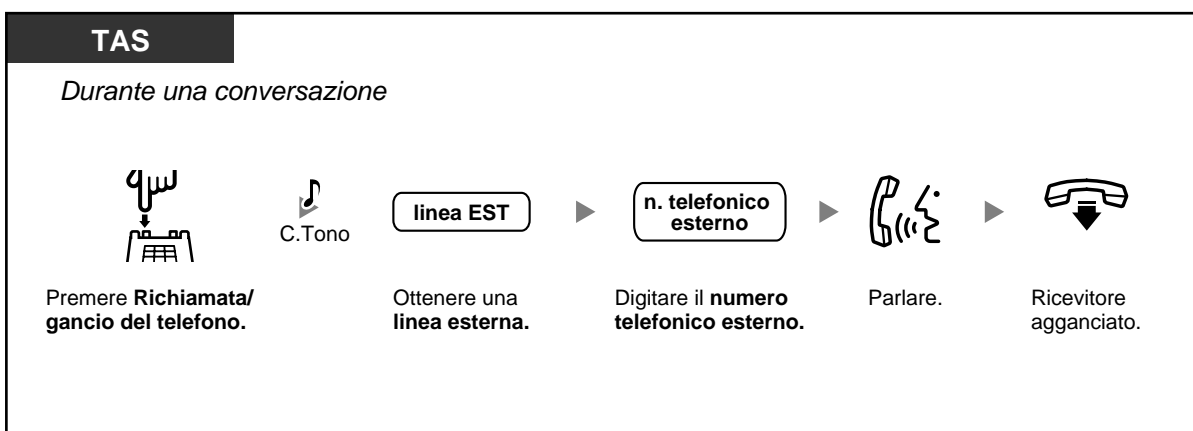 TAS
Durante una conversazione
C.Tono
linea EST
n. telefonico
esterno
Premere Richiamata/
gancio del telefono.
Ottenere una
linea esterna.
Digitare il numero
telefonico esterno.
Parlare.
Ricevitore
agganciato.